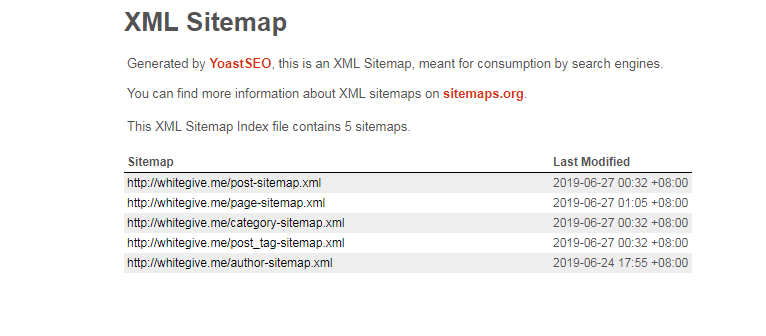 XML Sitemap
Generated by YoastSEO, this is an XML Sitemap, meant for consumption by search engines.
You can find more information about XML sitemaps on sitemaps.org.
This XML Sitemap Index file contains 5 sitemaps.
Sitemap Last Modified
http://whitegive.me/post-sitemap.xml 2019-06-27 00:32 +08:00
http://whitegive.me/page-sitemap.xml 2019-06-27 01:05 +08:00
http://whitegive.me/category-sitemap.xml 2019-06-27 00:32 +08:00
http://whitegive.me/post_tag-sitemap.xml 2019-06-27 00:32 +08:00
http://whitegive.me/author-sitemap.xml 2019-06-24 17:55 +08:00